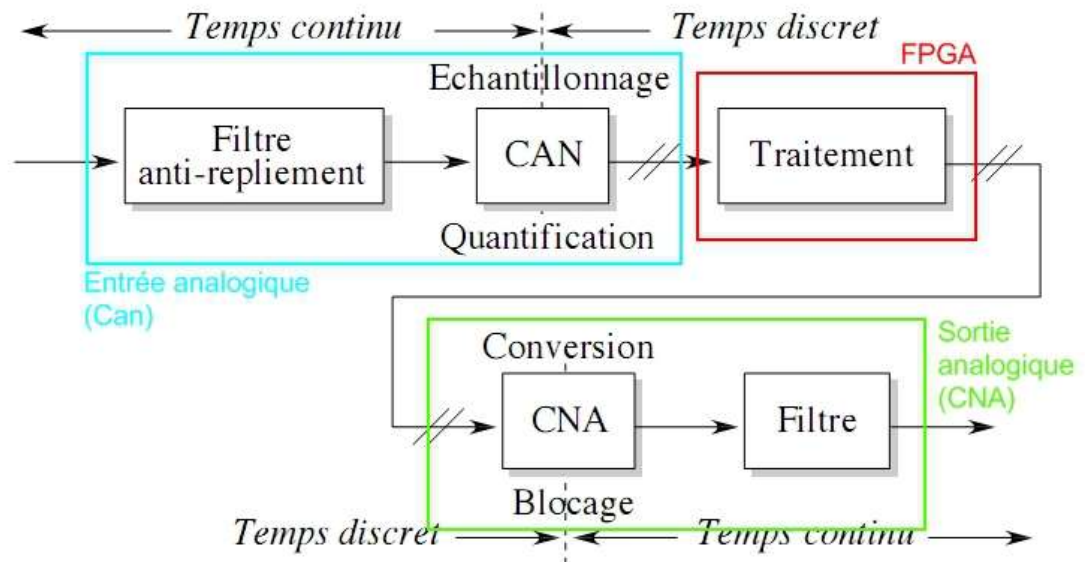 Temps continu
Temps discret
FPGA
Echantillonnage
Filtre
anti-repliement
CAN
Traitement
Quantification
Entrée analogique
(Can)
Conversion
Sortie
analogique
(CNA)
CNA
Filtre
Blocage
Temps discret
Temps continu